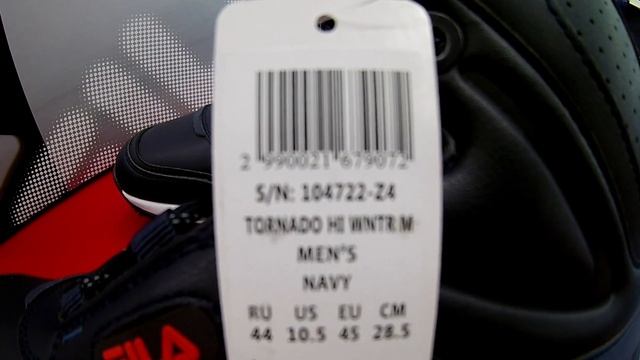 2 990021 679072
S/N: 104722-Z4
TORNADO HI WNTR M
MEN'S
NAVY
RU US EU CM
44 10.5 45 28.5
FILA